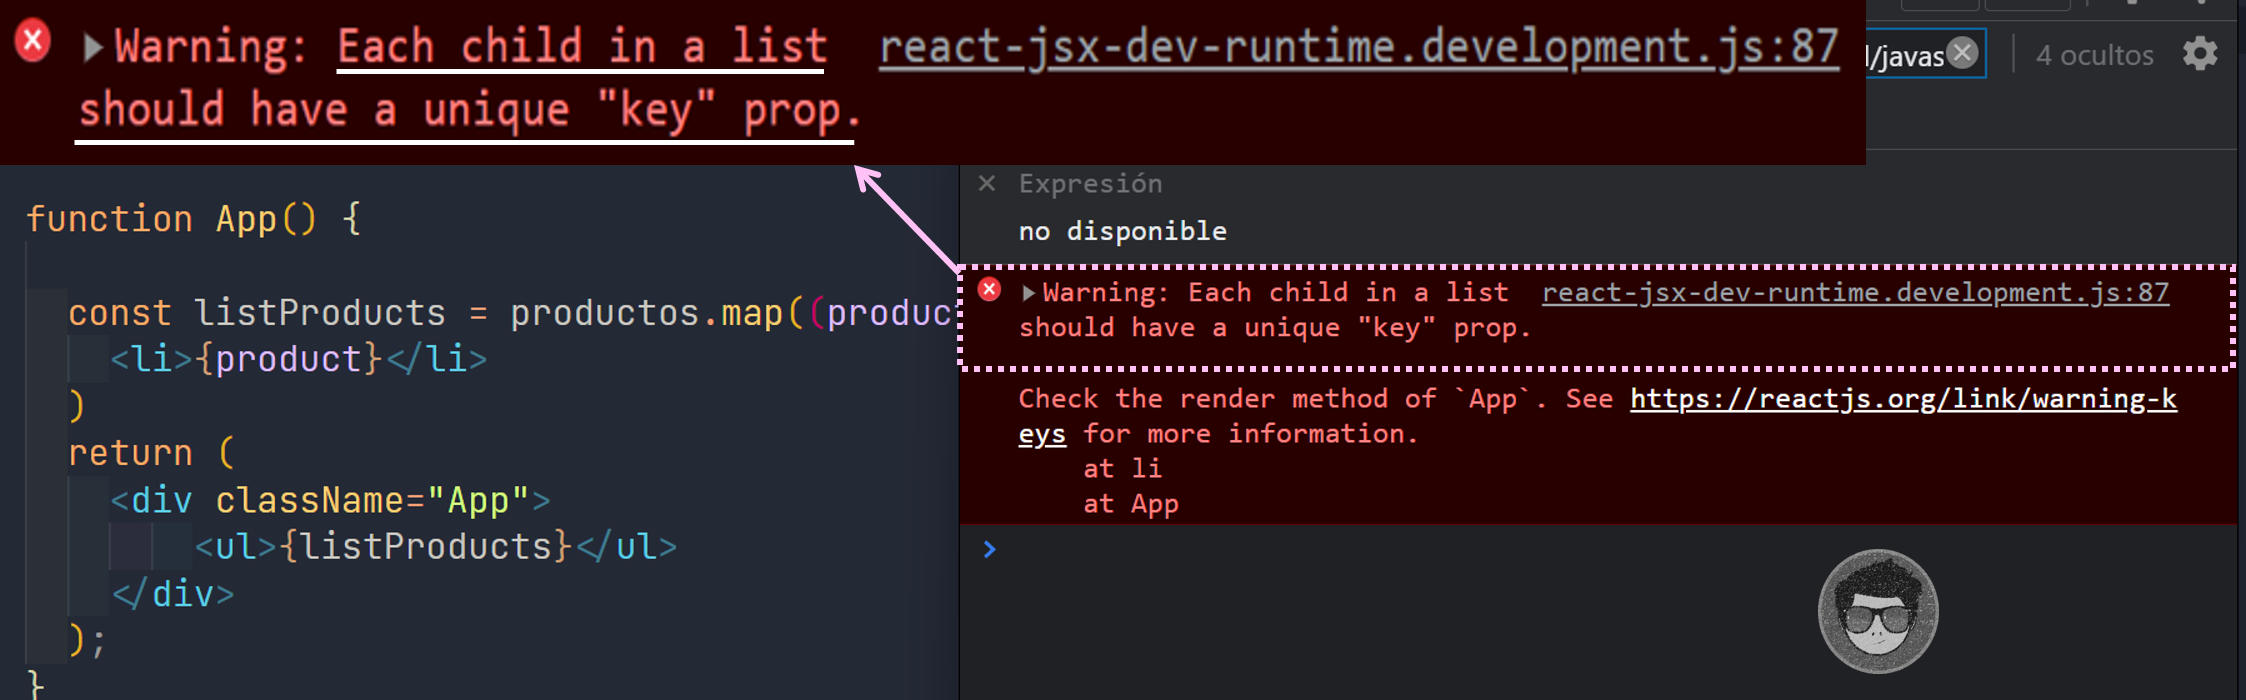 Warning: Each child in a list react-jsx-dev-runtime.development.js:87
should have a unique "key" prop.
l/javas
4 ocultos
Expresión
no disponible
function App() {
const listProducts = productos.map((produc
<li>{product}</li>
)
return (
<div className="App">
<ul>{listProducts}</ul>
</div>
);
}
Warning: Each child in a list react-jsx-dev-runtime.development.js:87
should have a unique "key" prop.
Check the render method of `App`. See https://reactjs.org/link/warning-k
eys for more information.
at li
at App